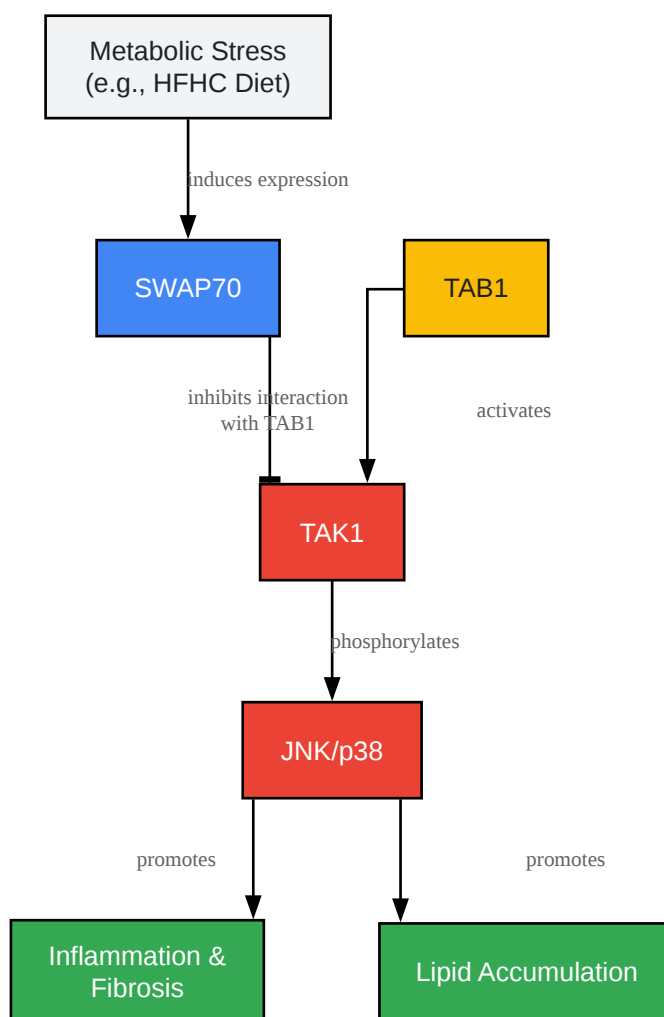 Metabolic Stress
(e.g., HFHC Diet)
induces expression
SWAP70
TAB1
inhibits interaction
with TAB1
activates
TAK1
phosphorylates
JNK/p38
promotes
promotes
Inflammation &
Fibrosis
Lipid Accumulation